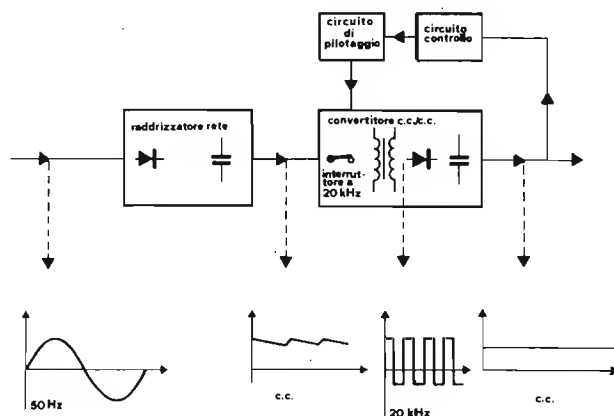 circuito
di
pilotaggio
circuito
controllo
raddrizzatore rete
convertitore c.c./c.c.
interrut-
tore a
20 kHz
50 Hz
c.c.
20 kHz
c.c.